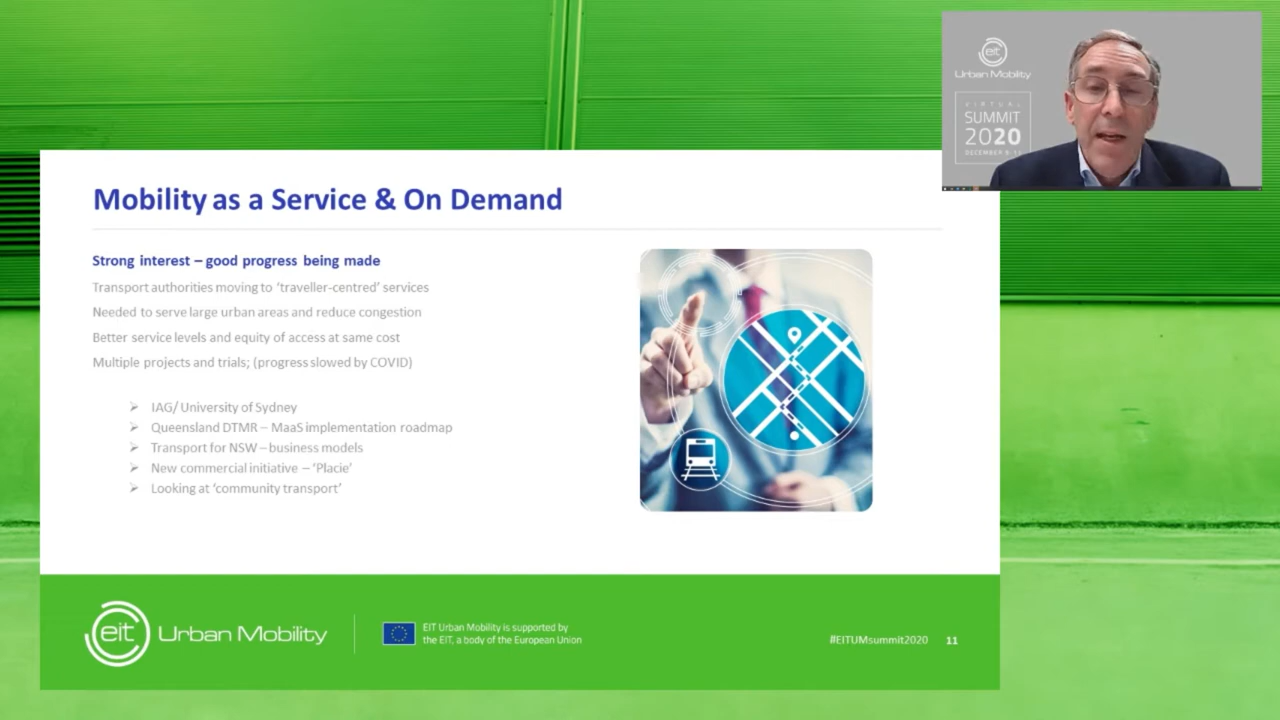 eit
Urban Mobility
VIRTUAL
SUMMIT
2020
DECEMBER
Mobility as a Service & On Demand
Strong interest – good progress being made
Transport authorities moving to ‘traveller-centred’ services
Needed to serve large urban areas and reduce congestion
Better service levels and equity of access at same cost
Multiple projects and trials; (progress slowed by COVID)
IAG/ University of Sydney
Queensland DTMR – MaaS implementation roadmap
Transport for NSW – business models
New commercial initiative – ‘Placie’
Looking at ‘community transport’
eit Urban Mobility
EIT Urban Mobility is supported by
the EIT, a body of the European Union
#EITUMsummit2020 11